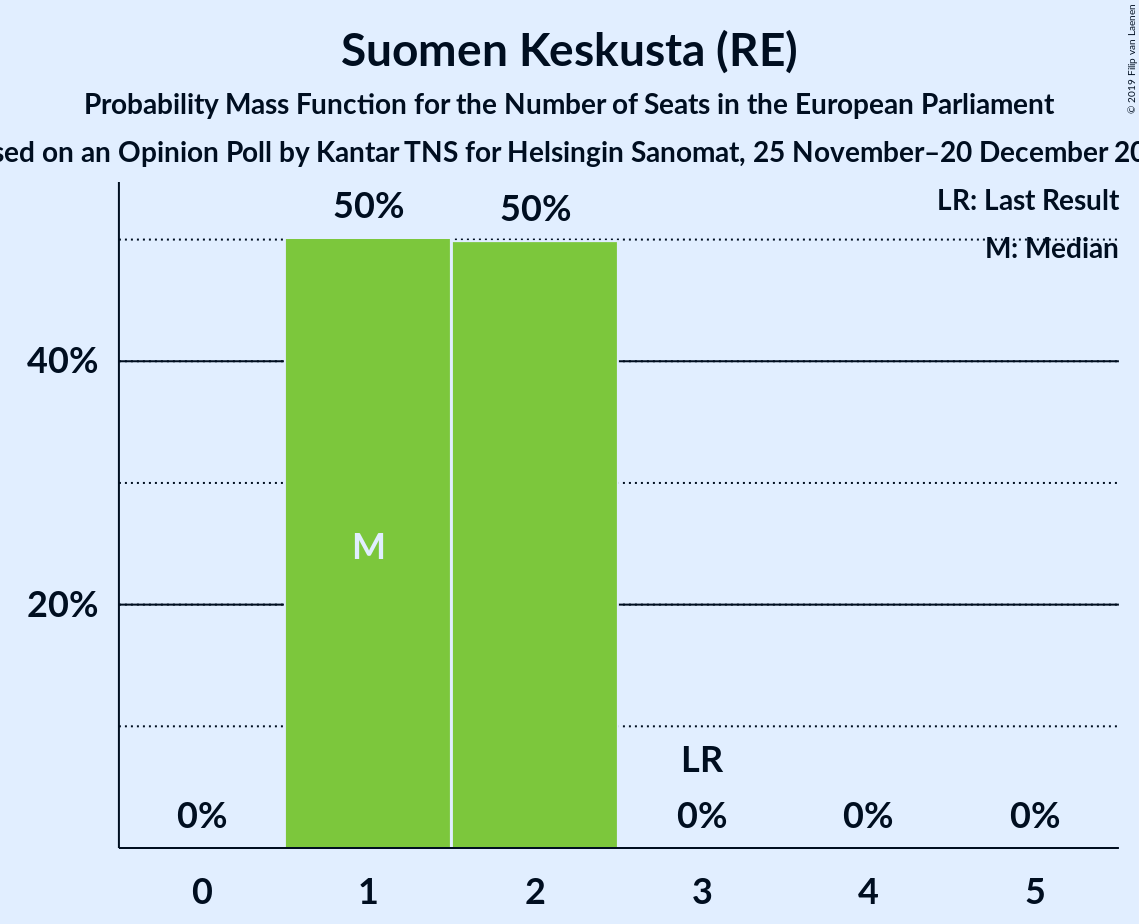 Suomen Keskusta (RE)
Probability Mass Function for the Number of Seats in the European Parliament
on an Opinion Poll by Kantar TNS for Helsingin Sanomat, 25 November–20 December
© 2019 Filip van Laenen
LR: Last Result
M: Median
50%
50%
40%
M
20%
LR
0%
0%
0%
0%
0
1
2
3
4
5